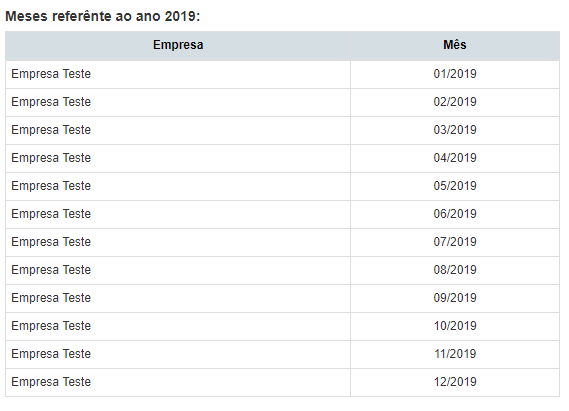 Meses referênte ao ano 2019:
Empresa Mês
Empresa Teste 01/2019
Empresa Teste 02/2019
Empresa Teste 03/2019
Empresa Teste 04/2019
Empresa Teste 05/2019
Empresa Teste 06/2019
Empresa Teste 07/2019
Empresa Teste 08/2019
Empresa Teste 09/2019
Empresa Teste 10/2019
Empresa Teste 11/2019
Empresa Teste 12/2019